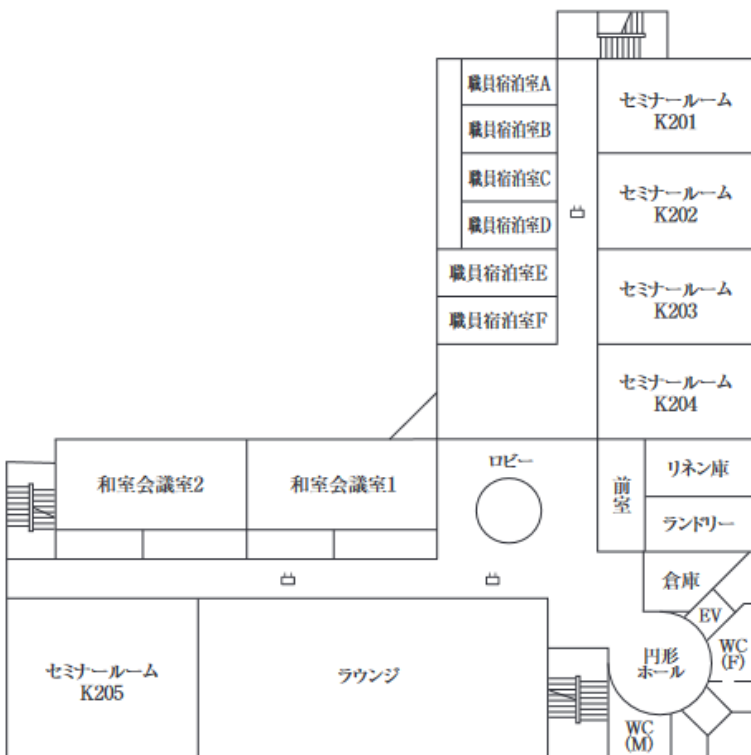 職員宿泊室A
職員宿泊室B
職員宿泊室C
職員宿泊室D
職員宿泊室E
職員宿泊室F
セミナールーム
K201
セミナールーム
K202
セミナールーム
K203
セミナールーム
K204
和室会議室2
和室会議室1
ロビー
前室
リネン庫
ランドリー
倉庫
EV
WC
(F)
円形
ホール
WC
(M)
セミナールーム
K205
ラウンジ